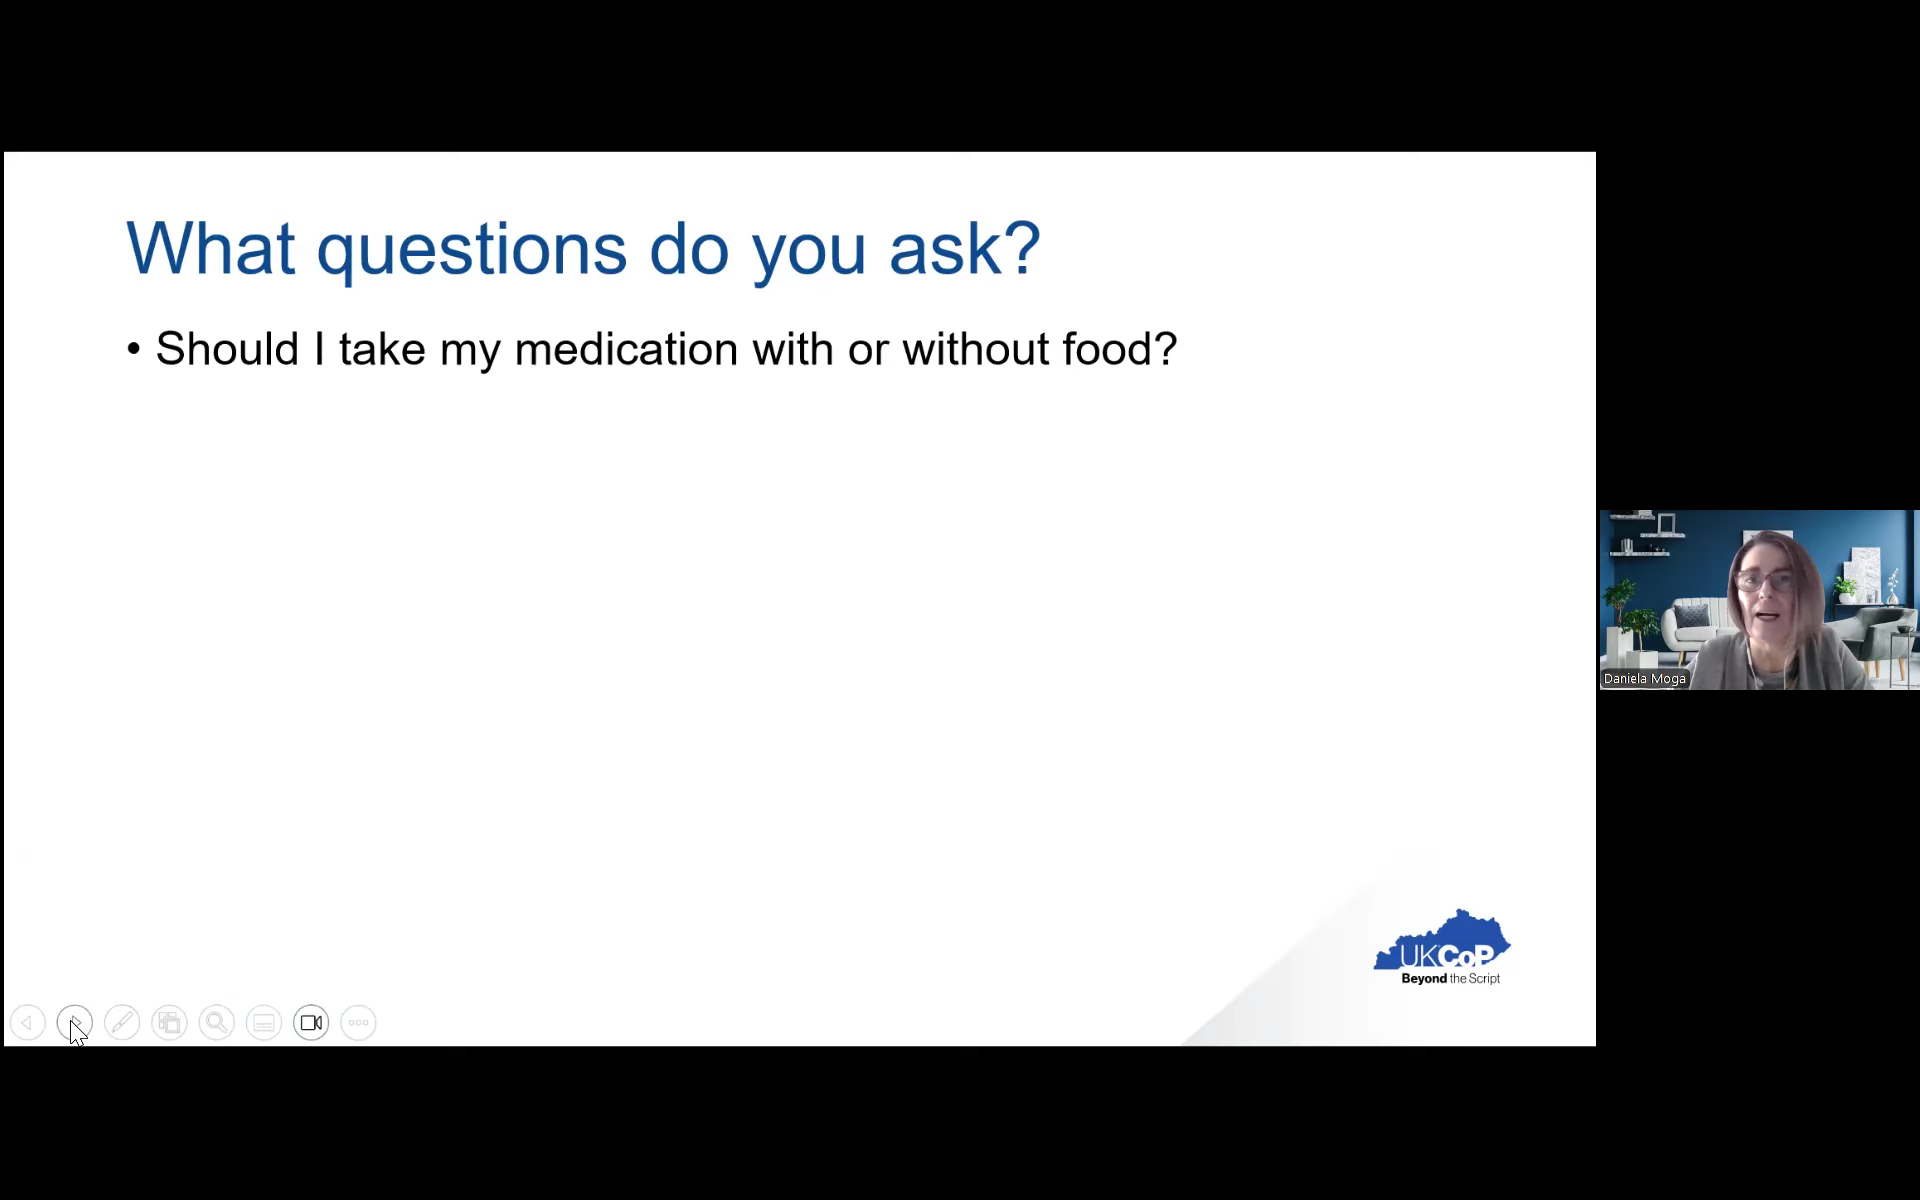 What questions do you ask?
• Should I take my medication with or without food?
Daniela Moga
UKCoP
Beyond the Script